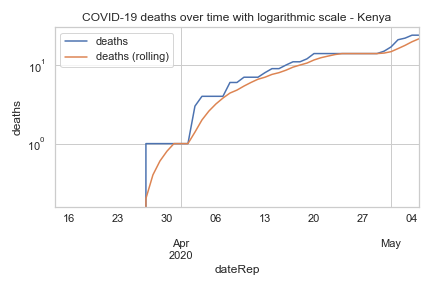 COVID-19 deaths over time with logarithmic scale - Kenya
deaths
deaths (rolling)
10¹
10⁰
deaths
16 23 30 06 13 20 27 04
Apr May
2020
dateRep